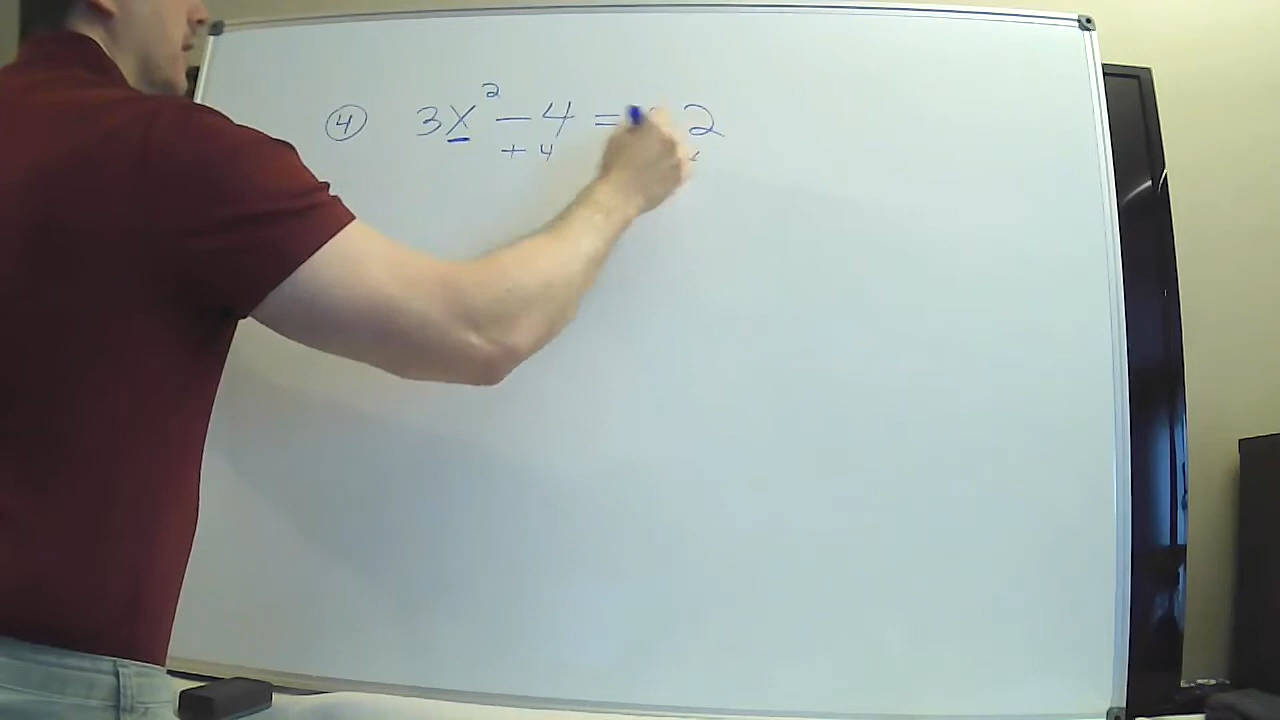 ④ 3x² - 4 = 2
+ 4